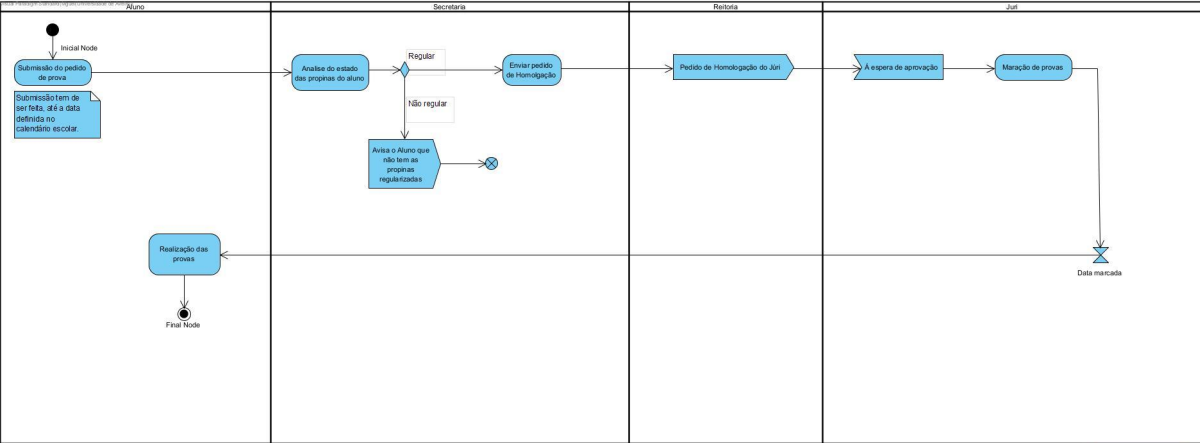 Aluno
Secretaria
Reitoria
Juri
Inicial Node
Submissão do pedido
de prova
Submissão tem de
ser feita, até a data
definida no
calendário escolar.
Analise do estado
das propinas do aluno
Regular
Não regular
Enviar pedido
de Homolgação
Avisa o Aluno que
não tem as
propinas
regularizadas
Pedido de Homologação do Júri
À espera de aprovação
Maração de provas
Data marcada
Realização das
provas
Final Node